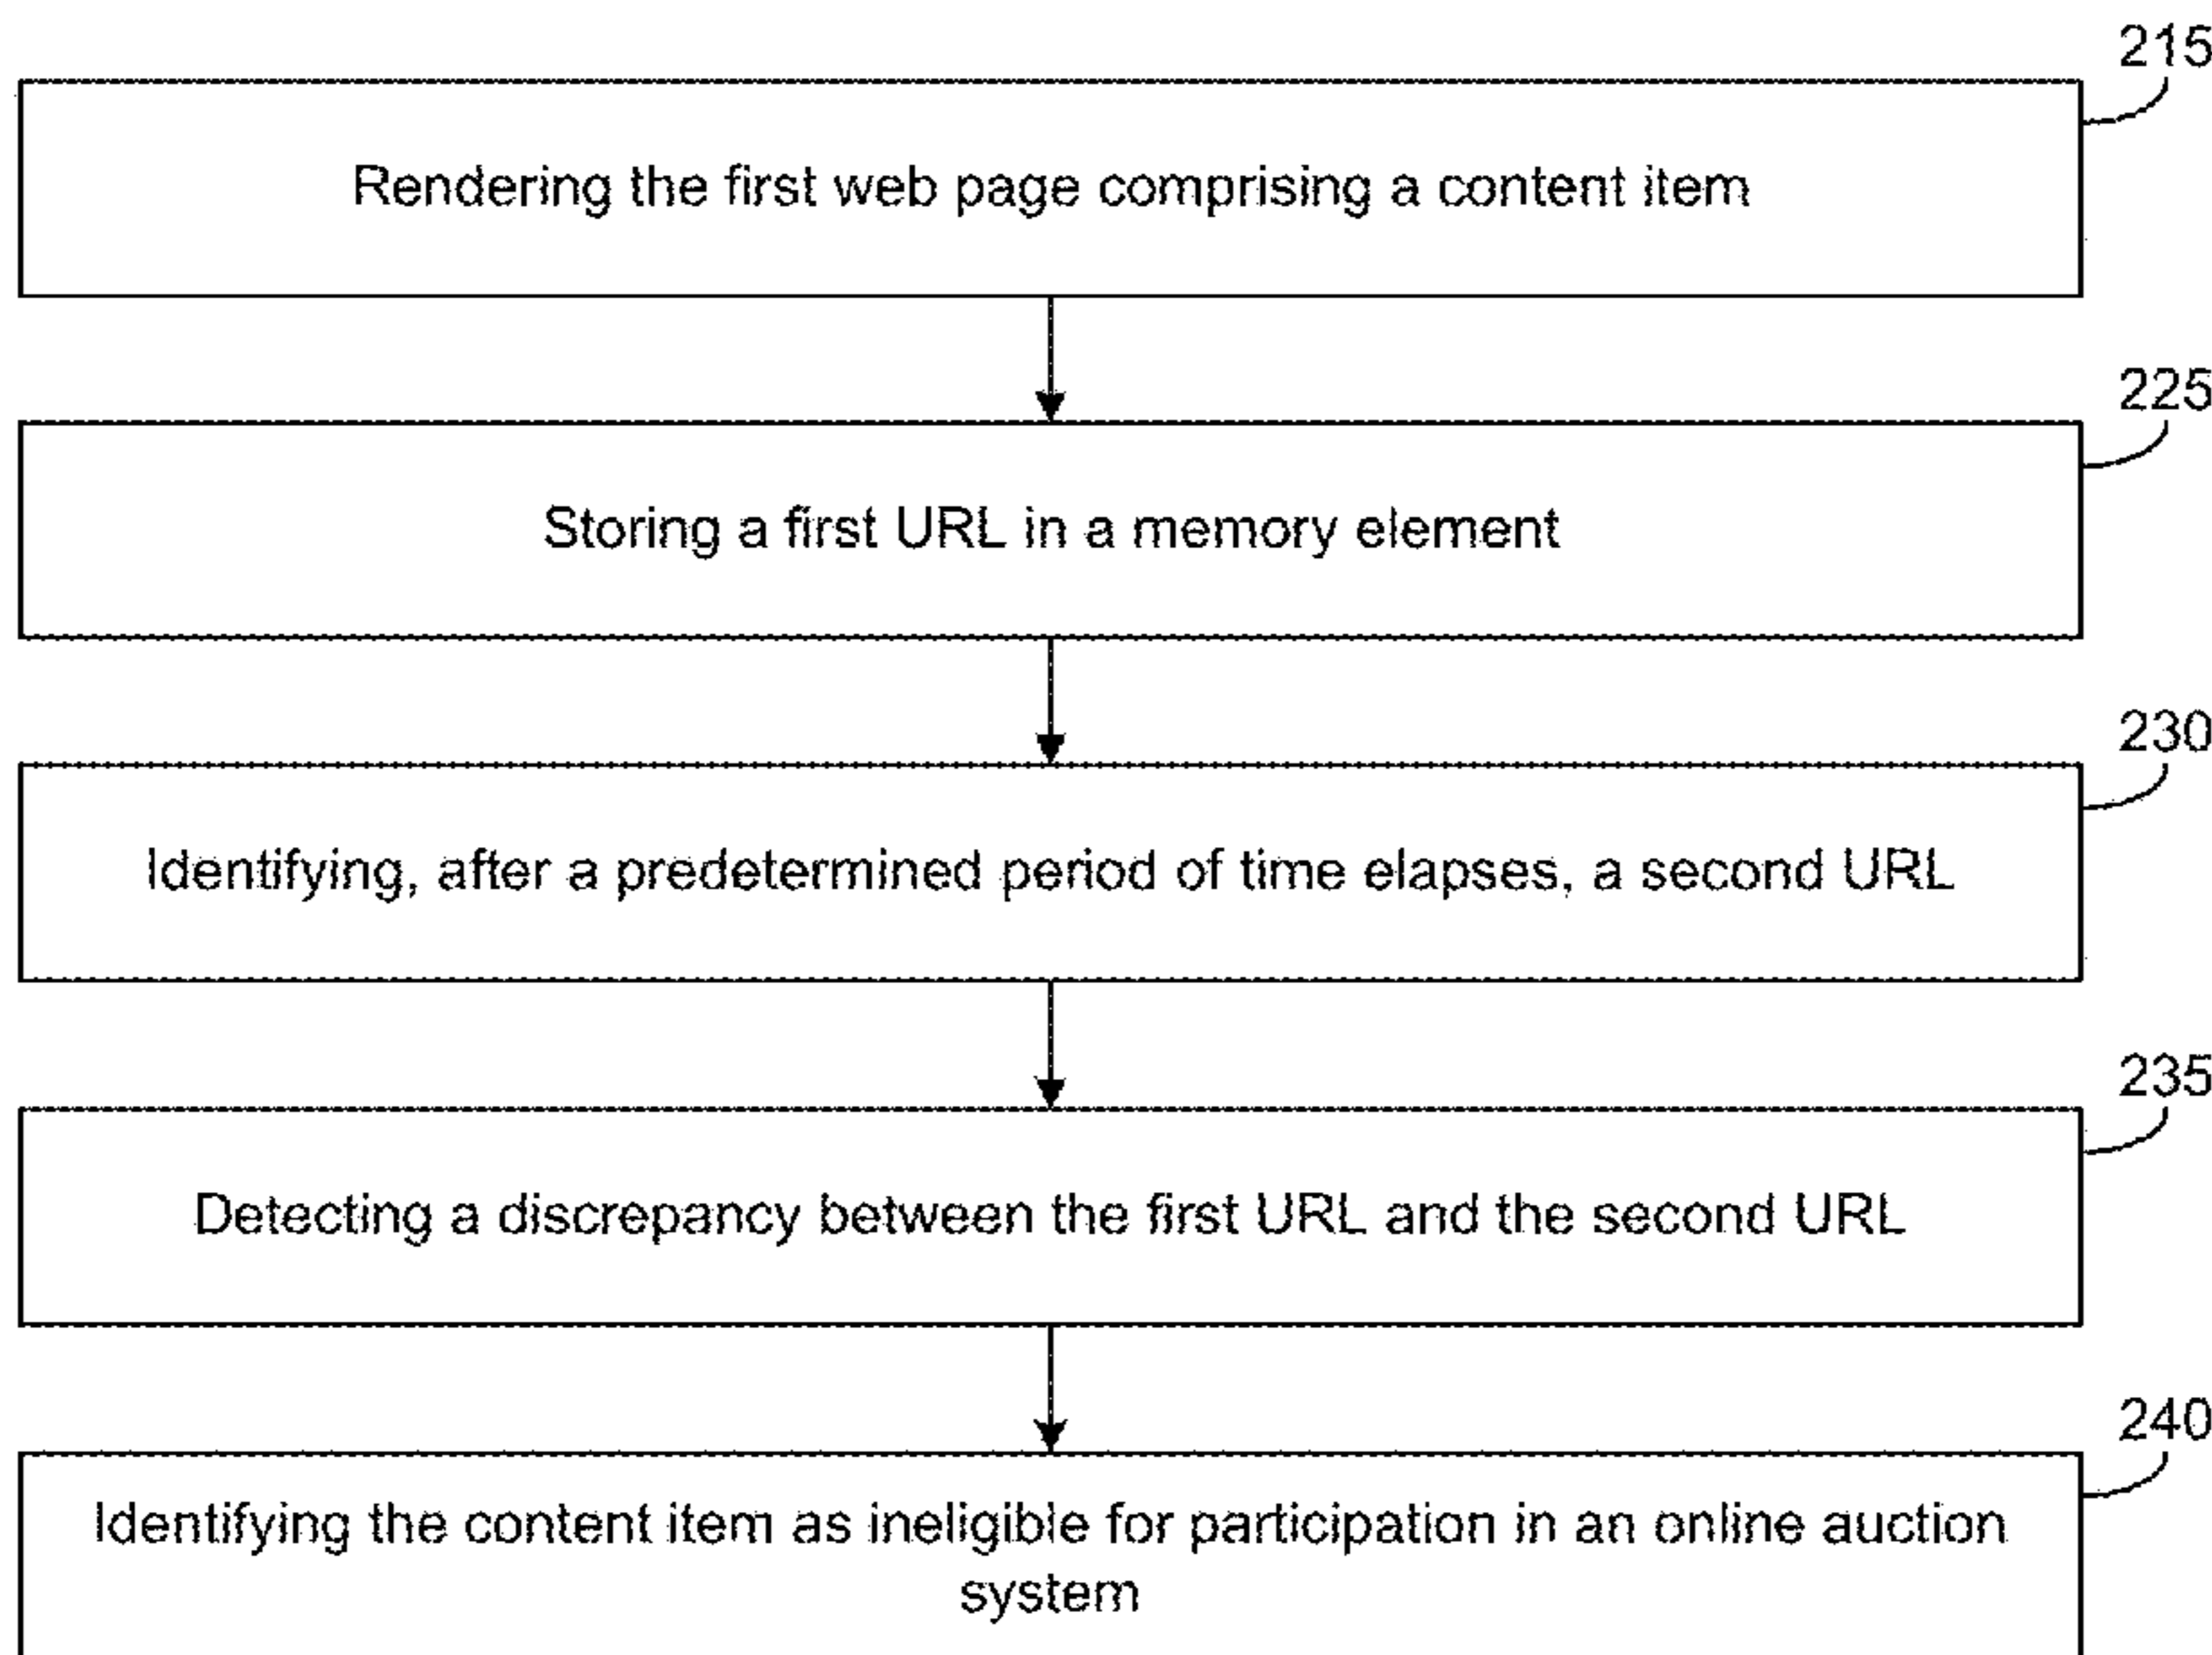 215
Rendering the first web page comprising a content item
225
Storing a first URL in a memory element
230
Identifying, after a predetermined period of time elapses, a second URL
235
Detecting a discrepancy between the first URL and the second URL
240
Identifying the content item as ineligible for participation in an online auction
system